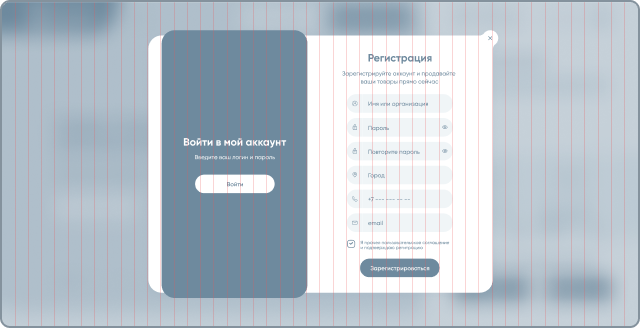 Войти в мой аккаунт
Введите ваш логин и пароль
Войти
Регистрация
Зарегистрируйте аккаунт и продавайте
ваши товары прямо сейчас
Имя или организация
Пароль
Повторите пароль
Город
+7 --- --- -- --
email
Я принял пользовательское соглашение
и подтверждаю регистрацию
Зарегистрироваться